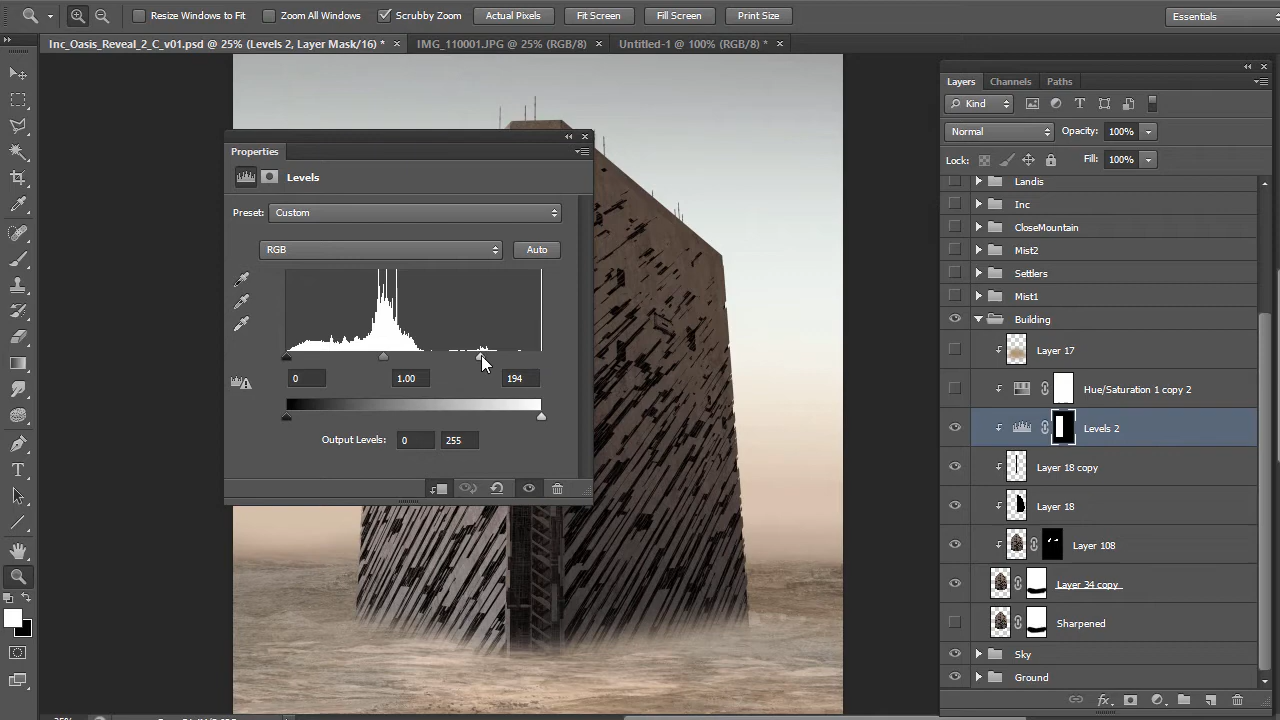 Resize Windows to Fit Zoom All Windows Scrubby Zoom Actual Pixels Fit Screen Fill Screen Print Size Essentials
Inc_Oasis_Reveal_2_C_v01.psd @ 25% (Levels 2, Layer Mask/16) * × IMG_110001.JPG @ 25% (RGB/8) × Untitled-1 @ 100% (RGB/8) * ×
Properties
Levels
Preset: Custom
RGB Auto
0 1.00 194
Output Levels: 0 255
Layers Channels Paths
Kind
Normal Opacity: 100%
Lock: Fill: 100%
Landis
Inc
CloseMountain
Mist2
Settlers
Mist1
Building
Layer 17
Hue/Saturation 1 copy 2
Levels 2
Layer 18 copy
Layer 18
Layer 108
Layer 34 copy
Sharpened
Sky
Ground